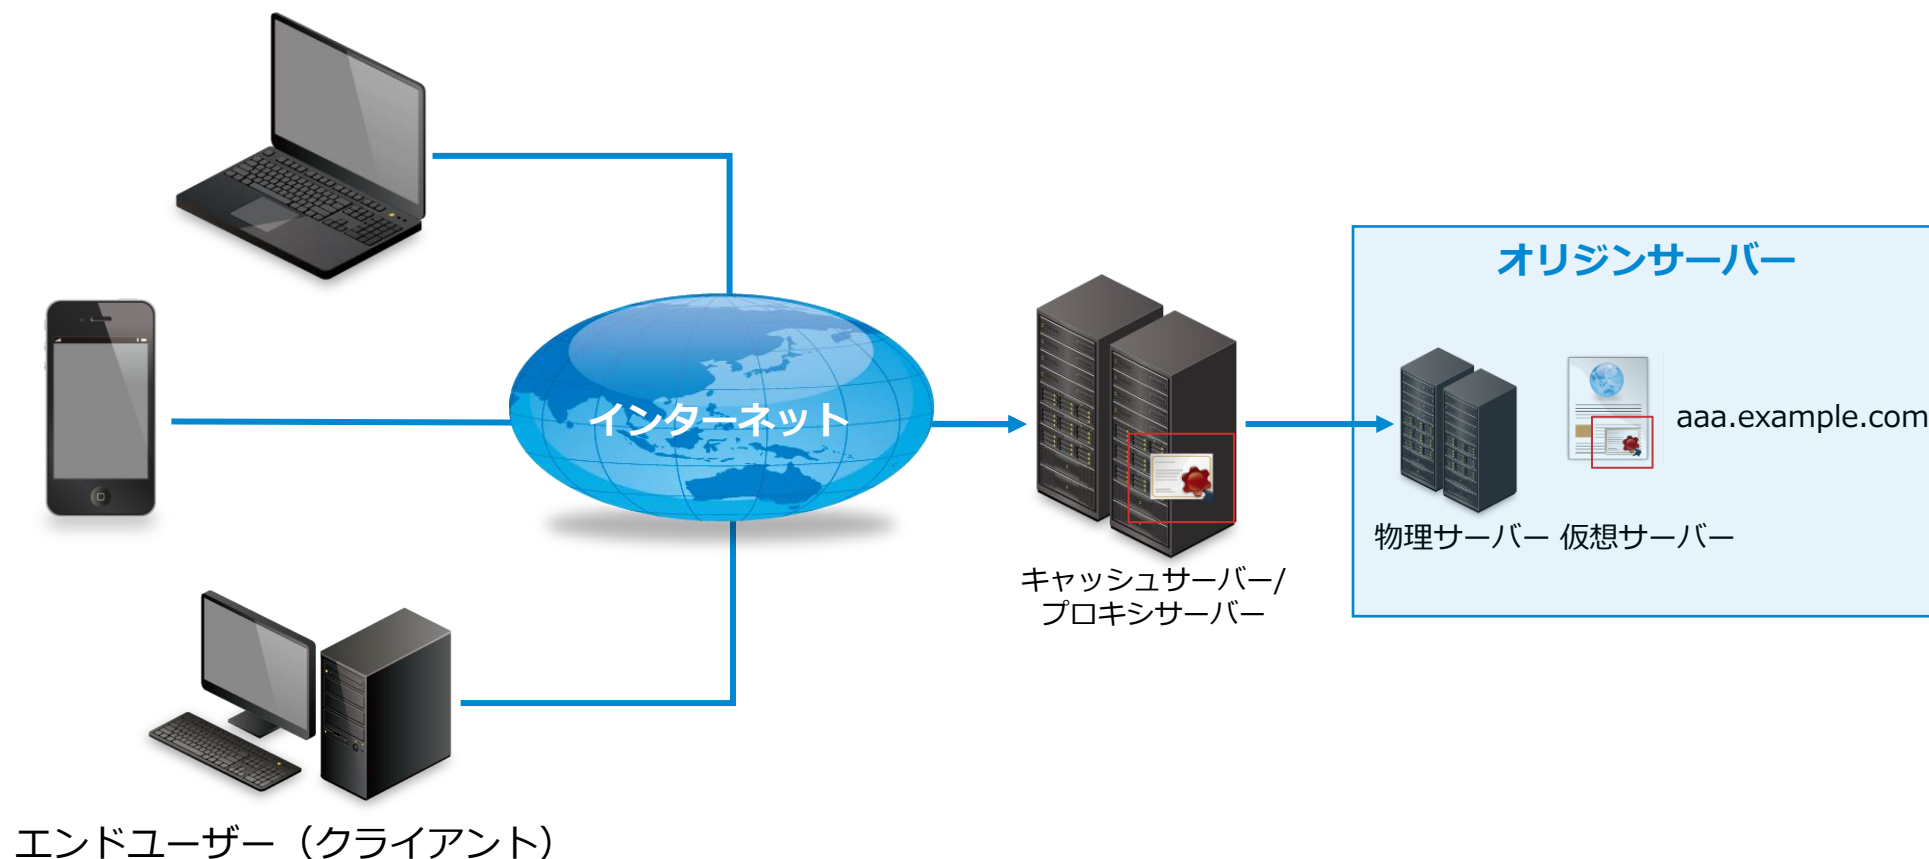 オリジンサーバー
インターネット
aaa.example.com
物理サーバー 仮想サーバー
キャッシュサーバー/
プロキシサーバー
エンドユーザー（クライアント）